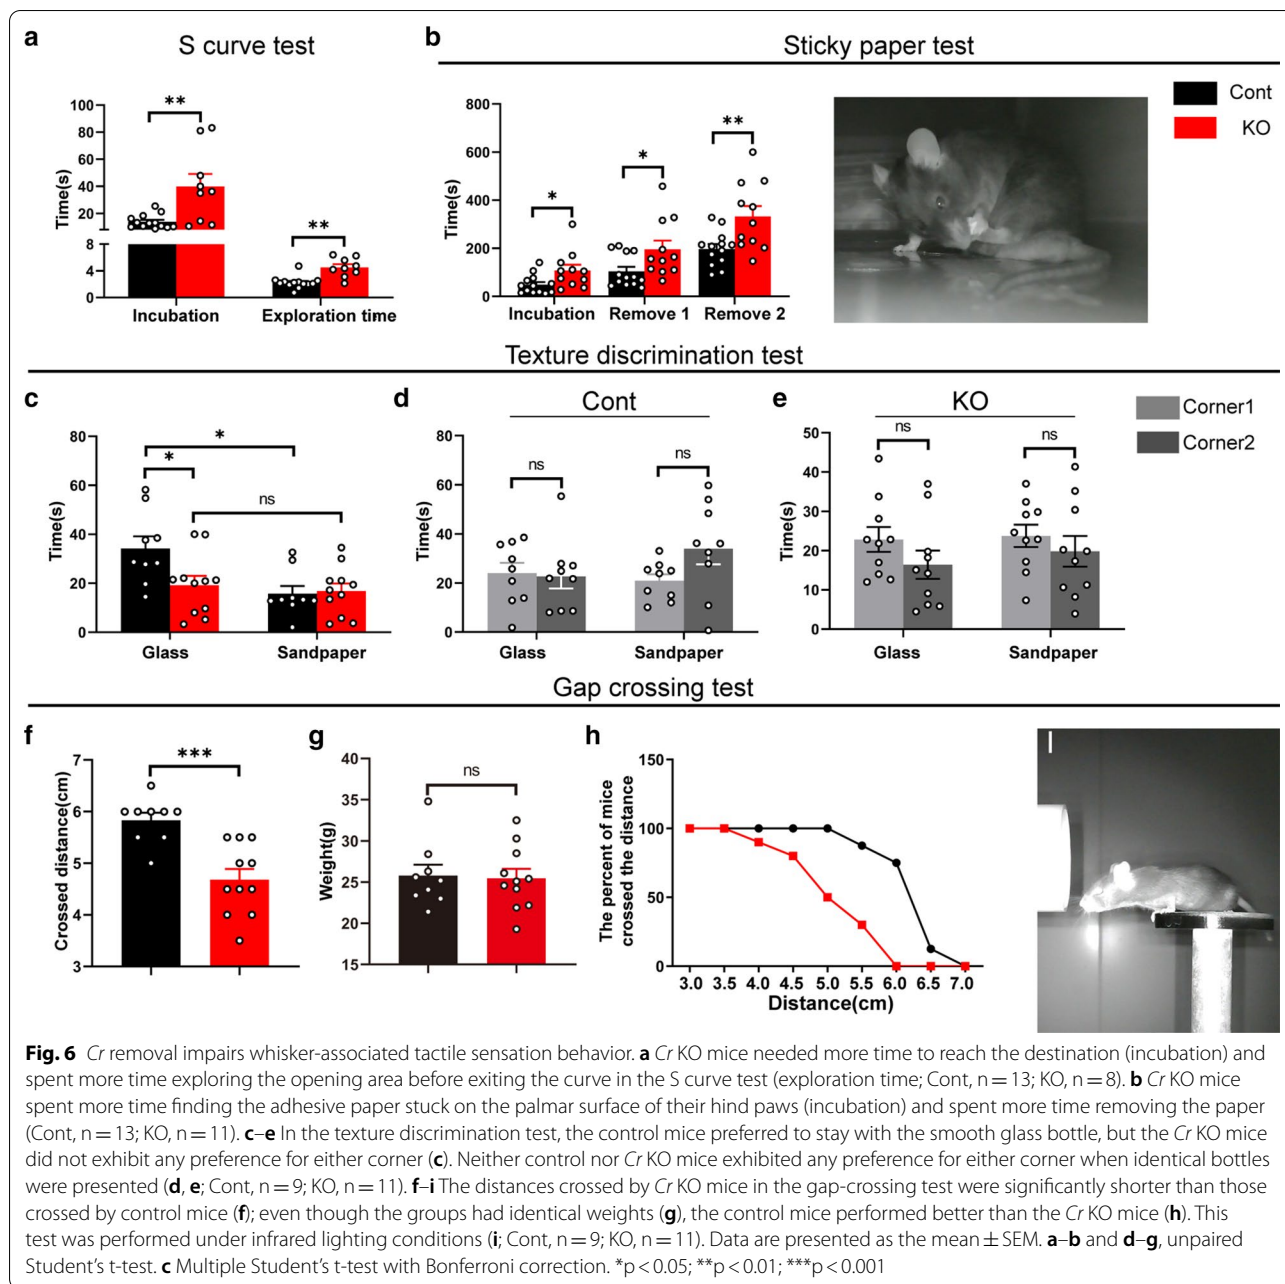 a
S curve test
b
Sticky paper test
Time(s)
100
80
60
40
20
8
4
0
**
**
Incubation
Exploration time
Time(s)
800
600
400
200
0
*
*
**
Incubation
Remove 1
Remove 2
Cont
KO
Texture discrimination test
c
Time(s)
80
60
40
20
0
*
*
ns
Glass
Sandpaper
d
Cont
Time(s)
80
60
40
20
0
ns
ns
Glass
Sandpaper
e
KO
Time(s)
50
40
30
20
10
0
ns
ns
Glass
Sandpaper
Corner1
Corner2
Gap crossing test
f
Crossed distance(cm)
7
6
5
4
3
***
g
Weight(g)
40
35
30
25
20
15
ns
h
The percent of mice
crossed the distance
150
100
50
0
3.0 3.5 4.0 4.5 5.0 5.5 6.0 6.5 7.0
Distance(cm)
Fig. 6 Cr removal impairs whisker-associated tactile sensation behavior. a Cr KO mice needed more time to reach the destination (incubation) and
spent more time exploring the opening area before exiting the curve in the S curve test (exploration time; Cont, n = 13; KO, n = 8). b Cr KO mice
spent more time finding the adhesive paper stuck on the palmar surface of their hind paws (incubation) and spent more time removing the paper
(Cont, n = 13; KO, n = 11). c–e In the texture discrimination test, the control mice preferred to stay with the smooth glass bottle, but the Cr KO mice
did not exhibit any preference for either corner (c). Neither control nor Cr KO mice exhibited any preference for either corner when identical bottles
were presented (d, e; Cont, n = 9; KO, n = 11). f–i The distances crossed by Cr KO mice in the gap-crossing test were significantly shorter than those
crossed by control mice (f); even though the groups had identical weights (g), the control mice performed better than the Cr KO mice (h). This
test was performed under infrared lighting conditions (i; Cont, n = 9; KO, n = 11). Data are presented as the mean ± SEM. a–b and d–g, unpaired
Student's t-test. c Multiple Student's t-test with Bonferroni correction. *p < 0.05; **p < 0.01; ***p < 0.001